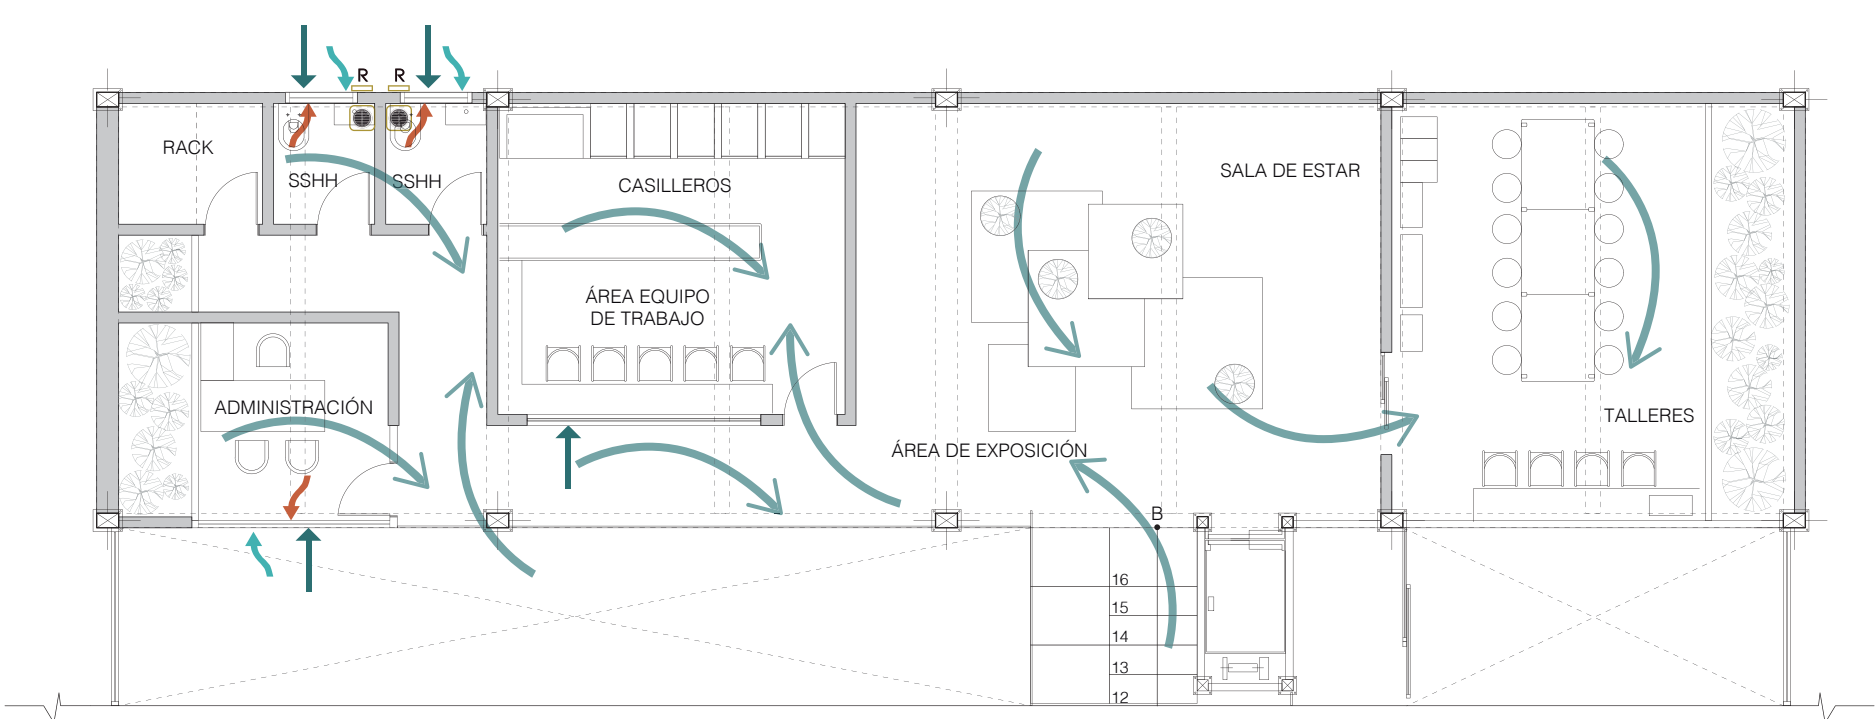 R R
RACK
SSHH
SSHH
CASILLEROS
SALA DE ESTAR
ÁREA EQUIPO
DE TRABAJO
ADMINISTRACIÓN
TALLERES
ÁREA DE EXPOSICIÓN
B
16
15
14
13
12